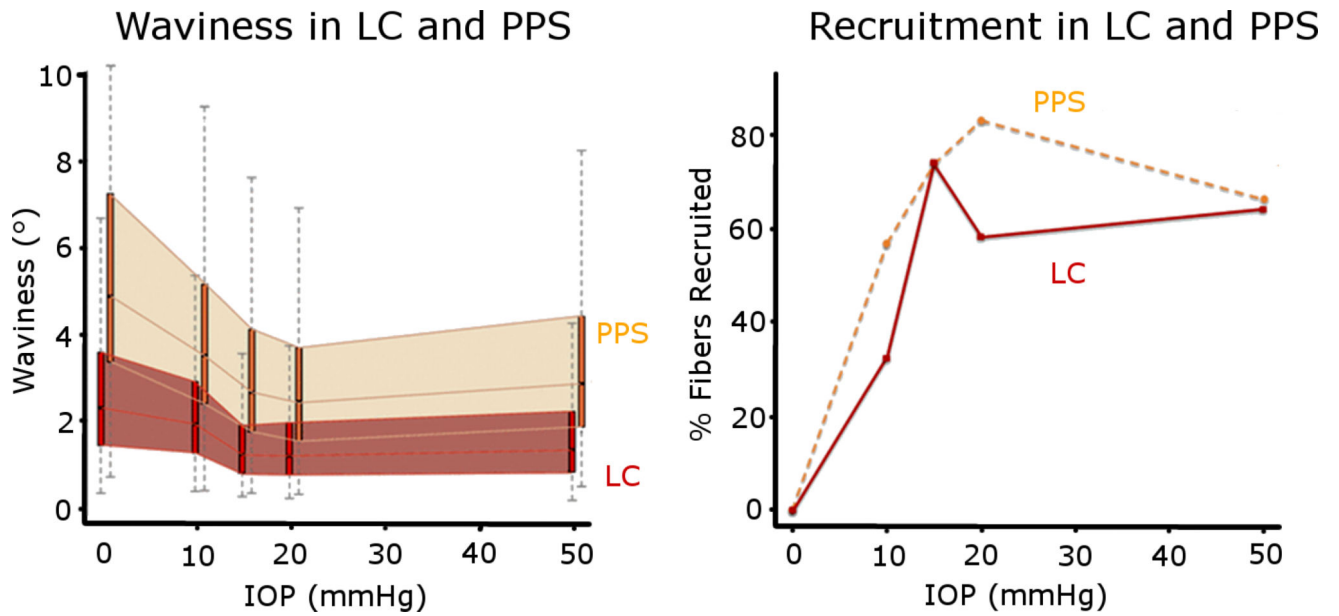 Waviness in LC and PPS
10
8
6
4
2
0
Waviness (°)
PPS
LC
0 10 20 30 40 50
IOP (mmHg)
Recruitment in LC and PPS
80
60
40
20
0
% Fibers Recruited
PPS
LC
0 10 20 30 40 50
IOP (mmHg)